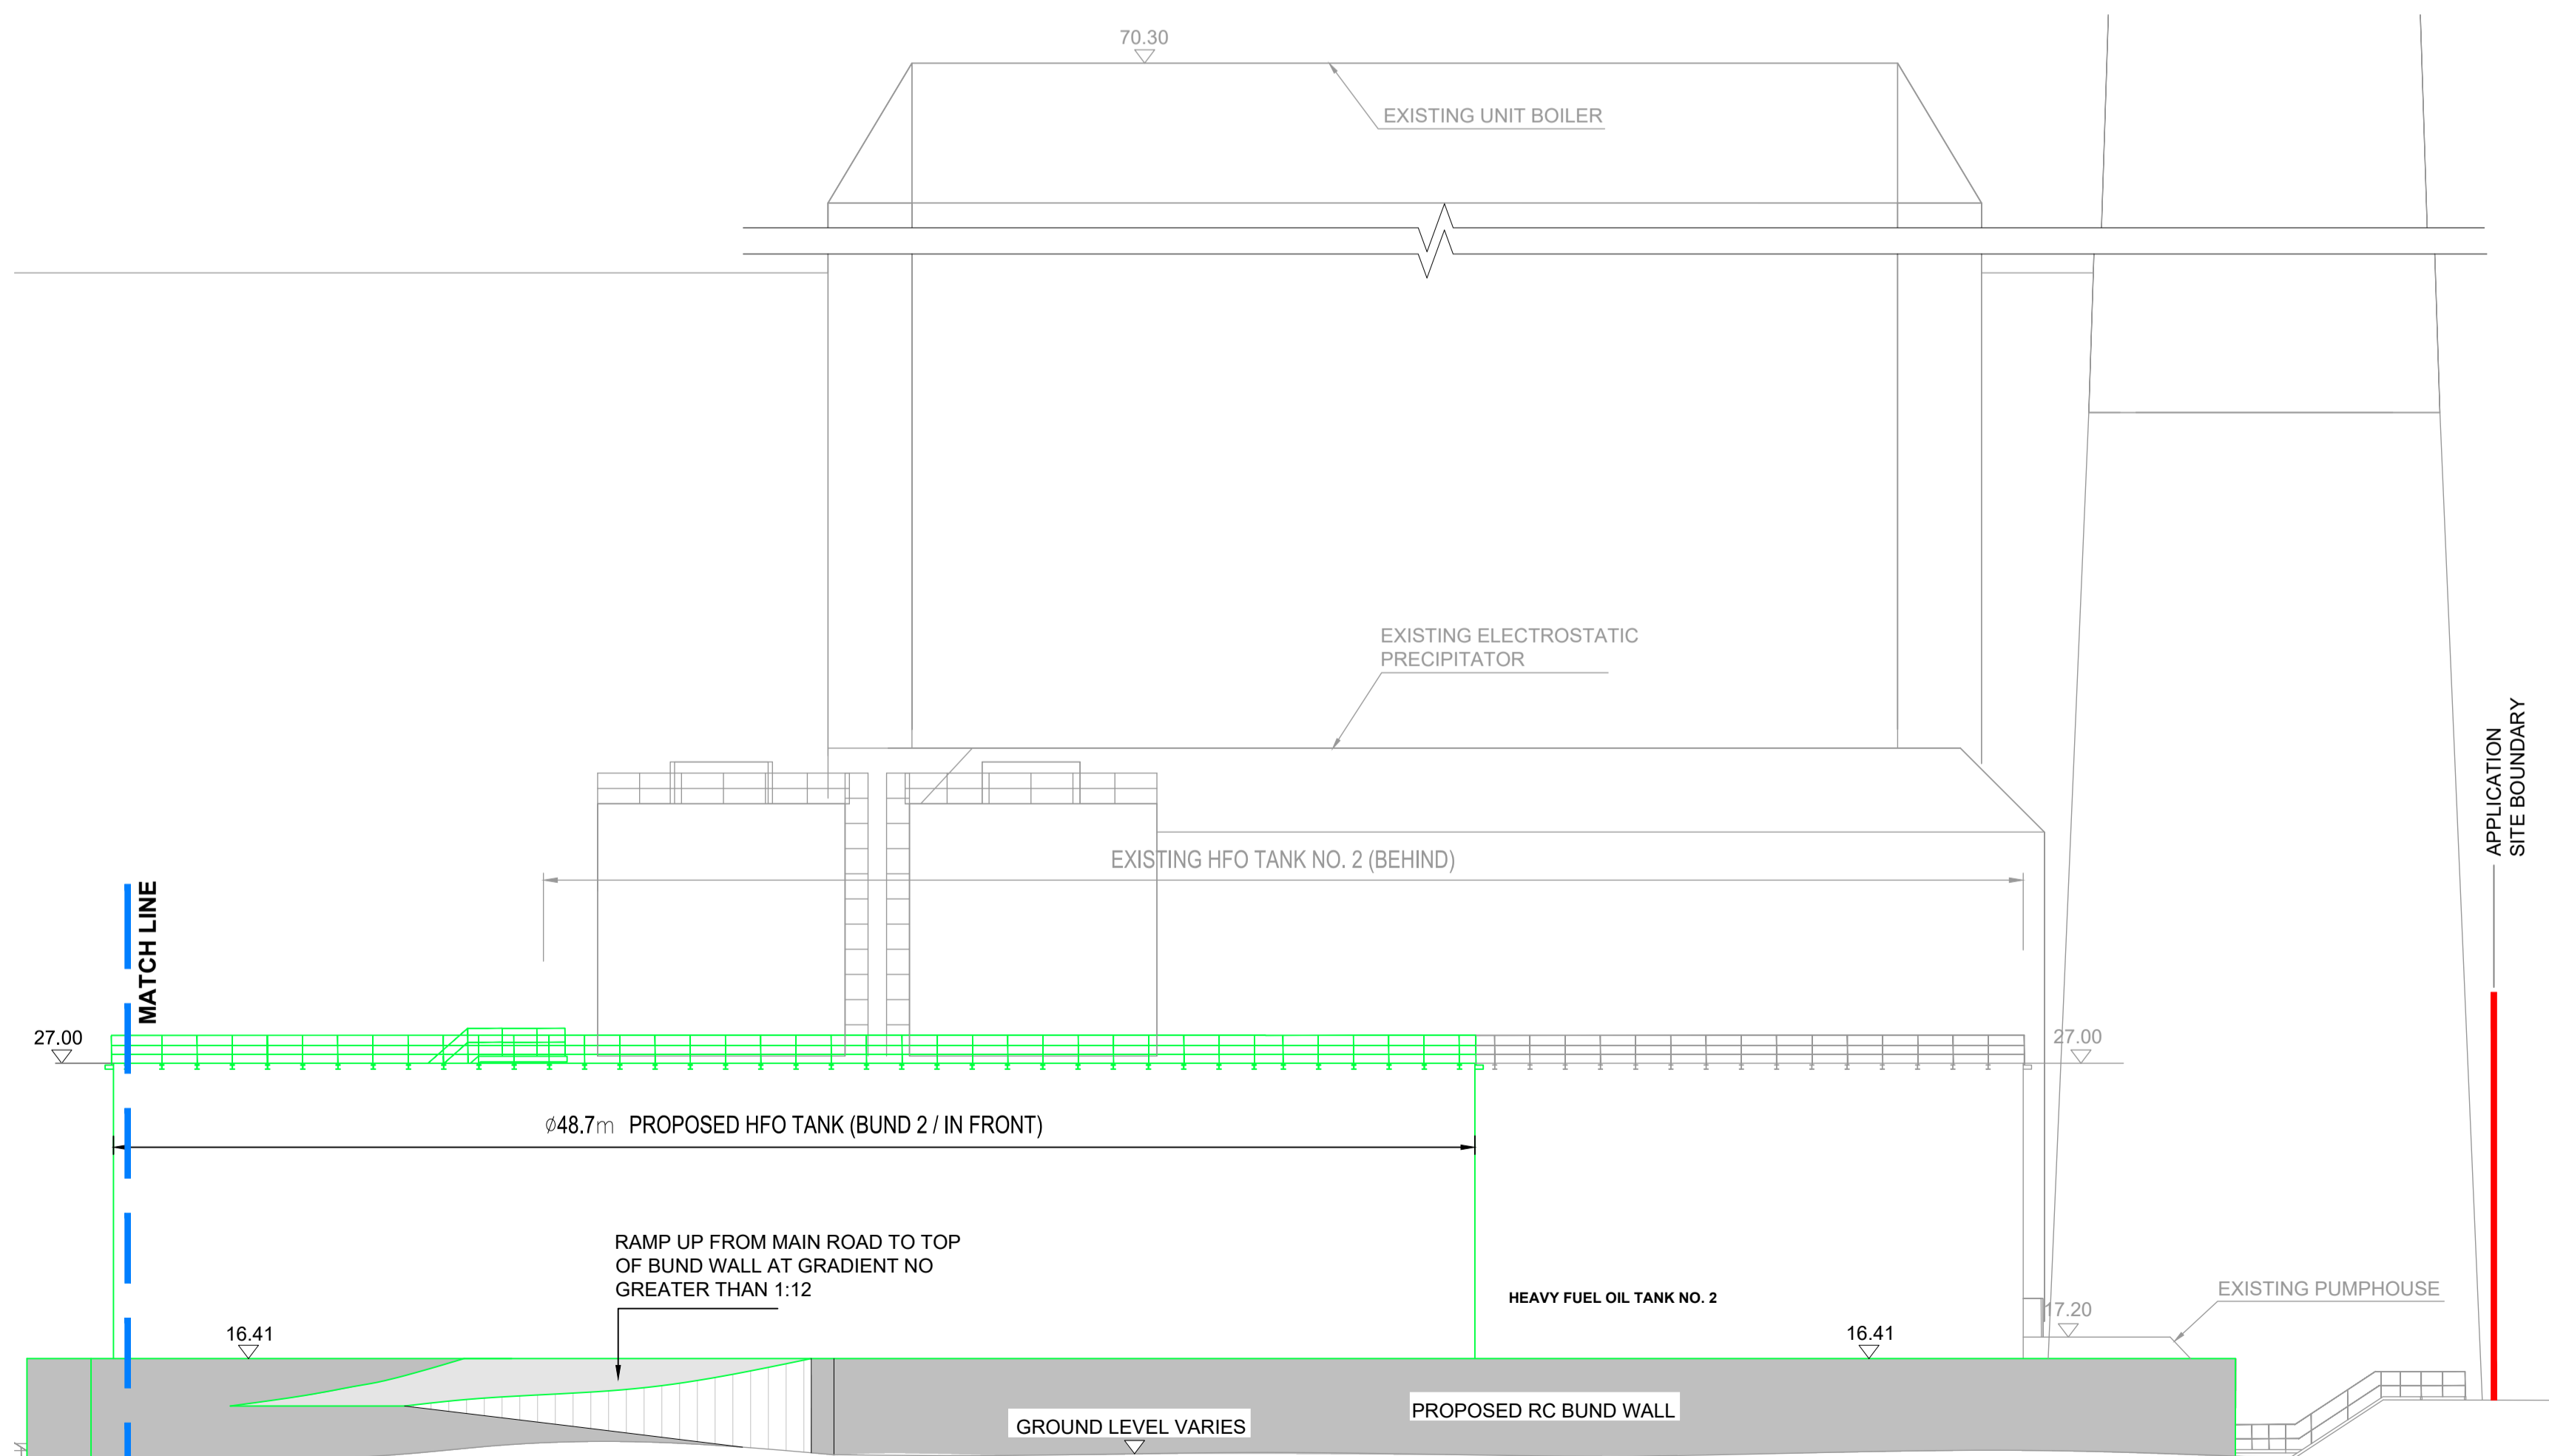 70.30
EXISTING UNIT BOILER
EXISTING ELECTROSTATIC
PRECIPITATOR
APPLICATION
SITE BOUNDARY
EXISTING HFO TANK NO. 2 (BEHIND)
MATCH LINE
27.00
27.00
⌀48.7m PROPOSED HFO TANK (BUND 2 / IN FRONT)
RAMP UP FROM MAIN ROAD TO TOP
OF BUND WALL AT GRADIENT NO
GREATER THAN 1:12
HEAVY FUEL OIL TANK NO. 2
EXISTING PUMPHOUSE
17.20
16.41
16.41
PROPOSED RC BUND WALL
GROUND LEVEL VARIES